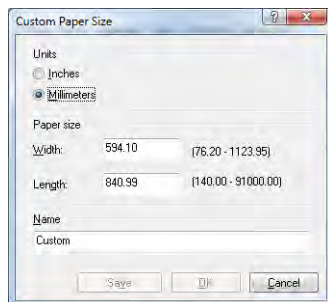 Custom Paper Size
Units
Inches
Millimeters
Paper size
Width: 594.10 (76.20 - 1123.95)
Length: 840.99 (140.00 - 91000.00)
Name
Custom
Save OK Cancel